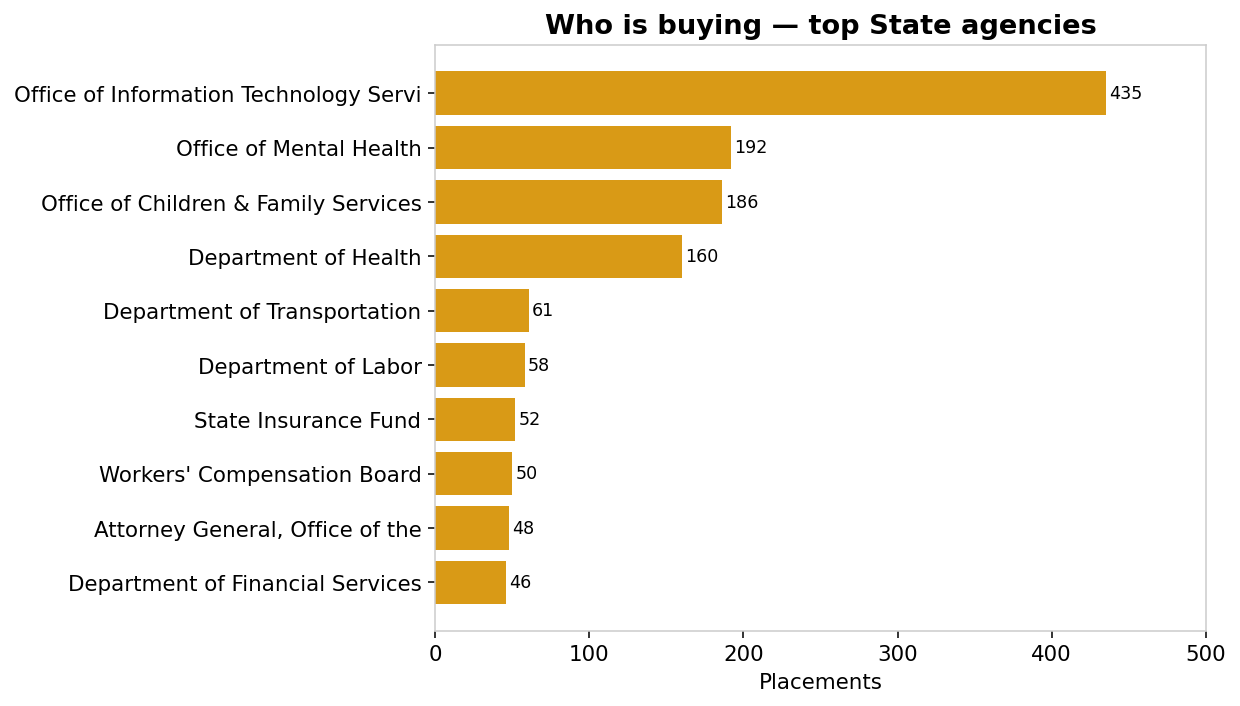 Who is buying — top State agencies
Office of Information Technology Servi 435
Office of Mental Health 192
Office of Children & Family Services 186
Department of Health 160
Department of Transportation 61
Department of Labor 58
State Insurance Fund 52
Workers' Compensation Board 50
Attorney General, Office of the 48
Department of Financial Services 46
0 100 200 300 400 500
Placements